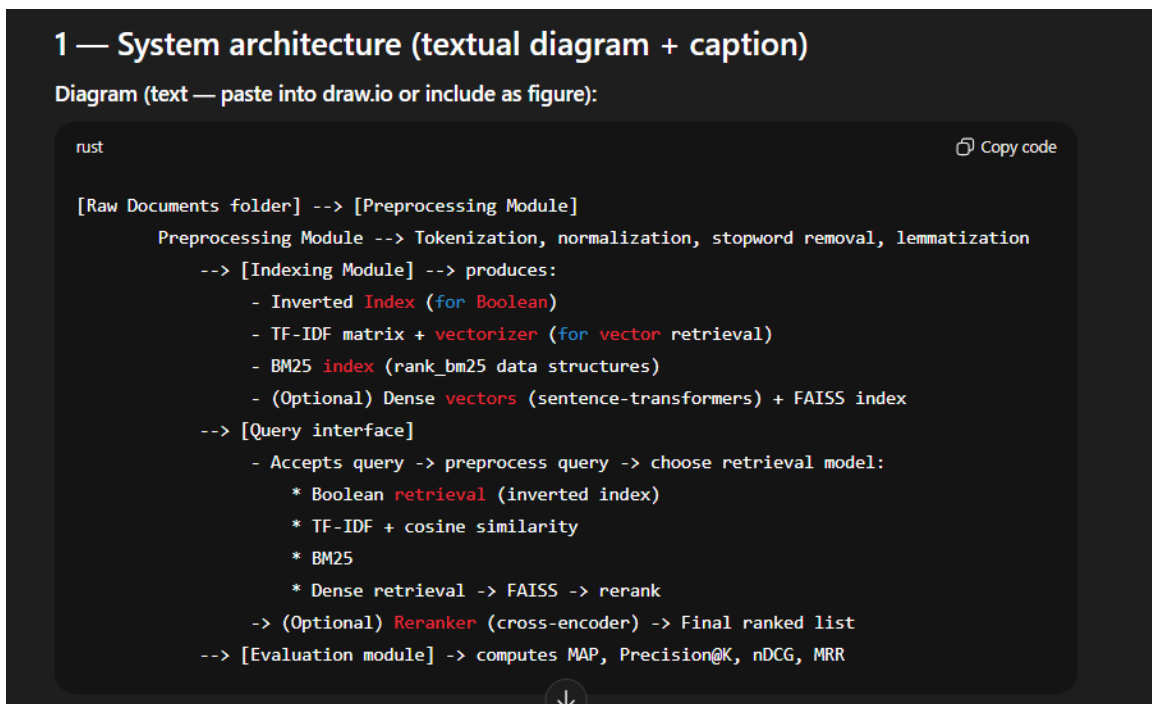 1 — System architecture (textual diagram + caption)
Diagram (text — paste into draw.io or include as figure):
rust
Copy code
[Raw Documents folder] --> [Preprocessing Module]
Preprocessing Module --> Tokenization, normalization, stopword removal, lemmatization
--> [Indexing Module] --> produces:
- Inverted Index (for Boolean)
- TF-IDF matrix + vectorizer (for vector retrieval)
- BM25 index (rank_bm25 data structures)
- (Optional) Dense vectors (sentence-transformers) + FAISS index
--> [Query interface]
- Accepts query -> preprocess query -> choose retrieval model:
* Boolean retrieval (inverted index)
* TF-IDF + cosine similarity
* BM25
* Dense retrieval -> FAISS -> rerank
-> (Optional) Reranker (cross-encoder) -> Final ranked list
--> [Evaluation module] -> computes MAP, Precision@K, nDCG, MRR